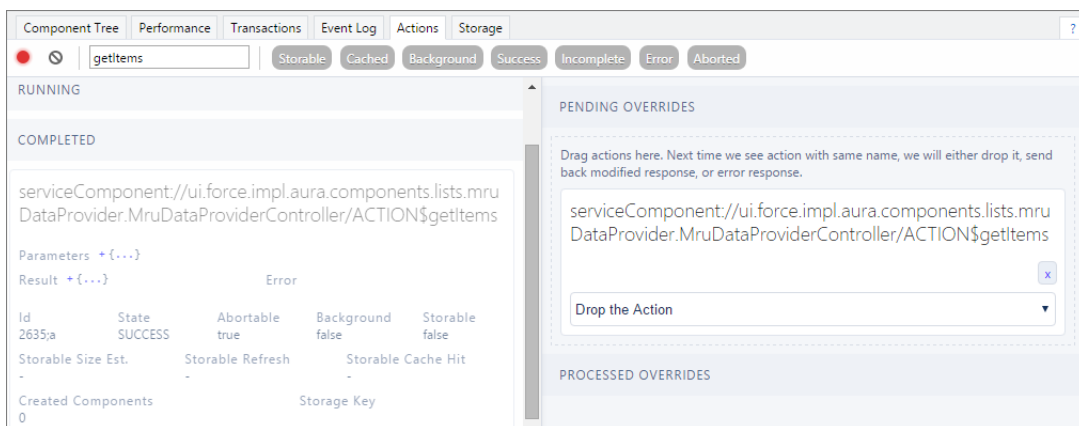 Component Tree Performance Transactions Event Log Actions Storage ?
getItems Storable Cached Background Success Incomplete Error Aborted
RUNNING
COMPLETED
serviceComponent://ui.force.impl.aura.components.lists.mru
DataProvider.MruDataProviderController/ACTION$getItems
Parameters +{...}
Result +{...} Error
Id State Abortable Background Storable
2635;a SUCCESS true false false
Storable Size Est. Storable Refresh Storable Cache Hit
- - -
Created Components Storage Key
0
PENDING OVERRIDES
Drag actions here. Next time we see action with same name, we will either drop it, send
back modified response, or error response.
serviceComponent://ui.force.impl.aura.components.lists.mru
DataProvider.MruDataProviderController/ACTION$getItems
x
Drop the Action
PROCESSED OVERRIDES